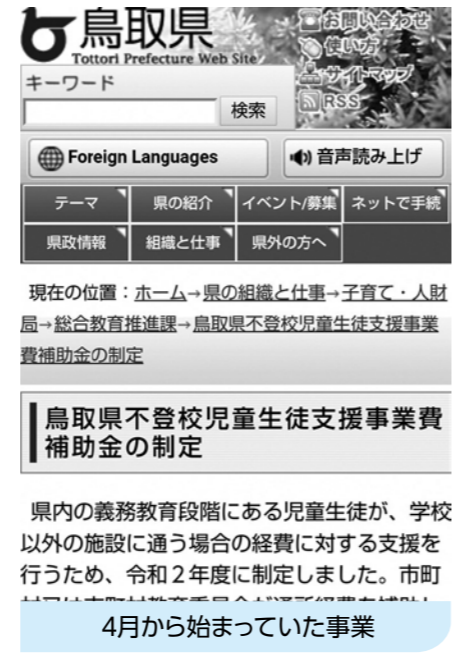 鳥取県
Tottori Prefecture Web Site
お問い合わせ
使い方
サイトマップ
RSS
キーワード
検索
Foreign Languages
音声読み上げ
テーマ
県の紹介
イベント/募集
ネットで手続
県政情報
組織と仕事
県外の方へ
現在の位置：ホーム→県の組織と仕事→子育て・人財
局→総合教育推進課→鳥取県不登校児童生徒支援事業
費補助金の制定
鳥取県不登校児童生徒支援事業費
補助金の制定
県内の義務教育段階にある児童生徒が、学校
以外の施設に通う場合の経費に対する支援を
行うため、令和２年度に制定しました。市町
4月から始まっていた事業